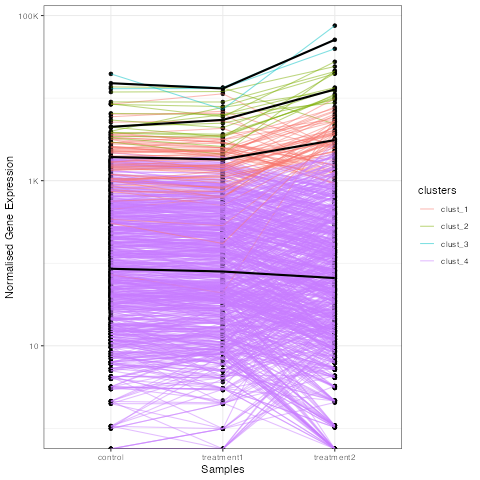 100K
1K
10
Normalised Gene Expression
control
treatment1
treatment2
Samples
clusters
clust_1
clust_2
clust_3
clust_4